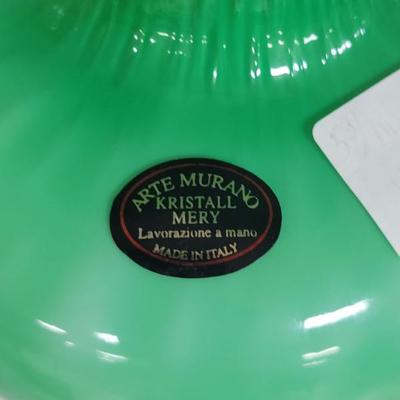 ARTE MURANO
KRISTALL
MERY
Lavorazione a mano
MADE IN ITALY